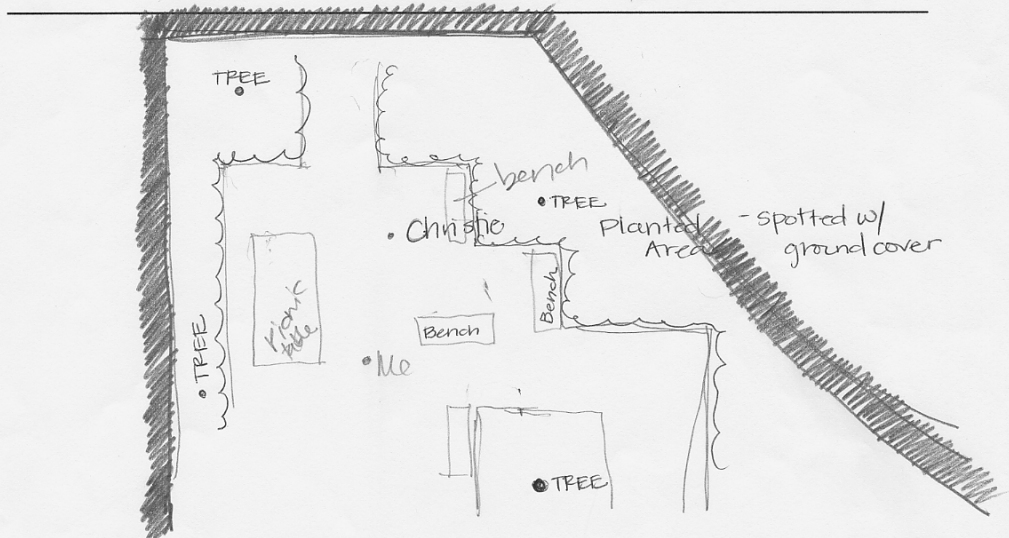 TREE
bench
TREE
Christie
Planted
Area
- spotted w/
ground cover
Bench
Picnic
table
Bench
TREE
Me
TREE